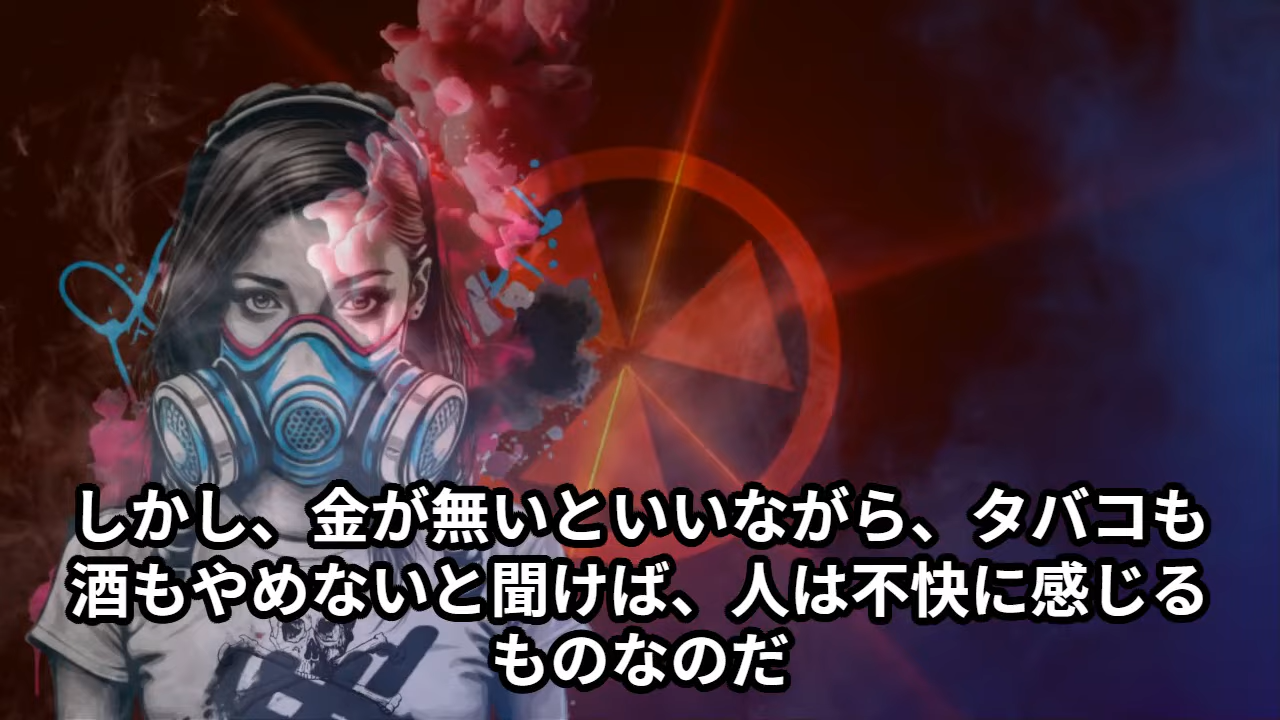 しかし、金が無いといいながら、タバコも
酒もやめないと聞けば、人は不快に感じる
ものなのだ